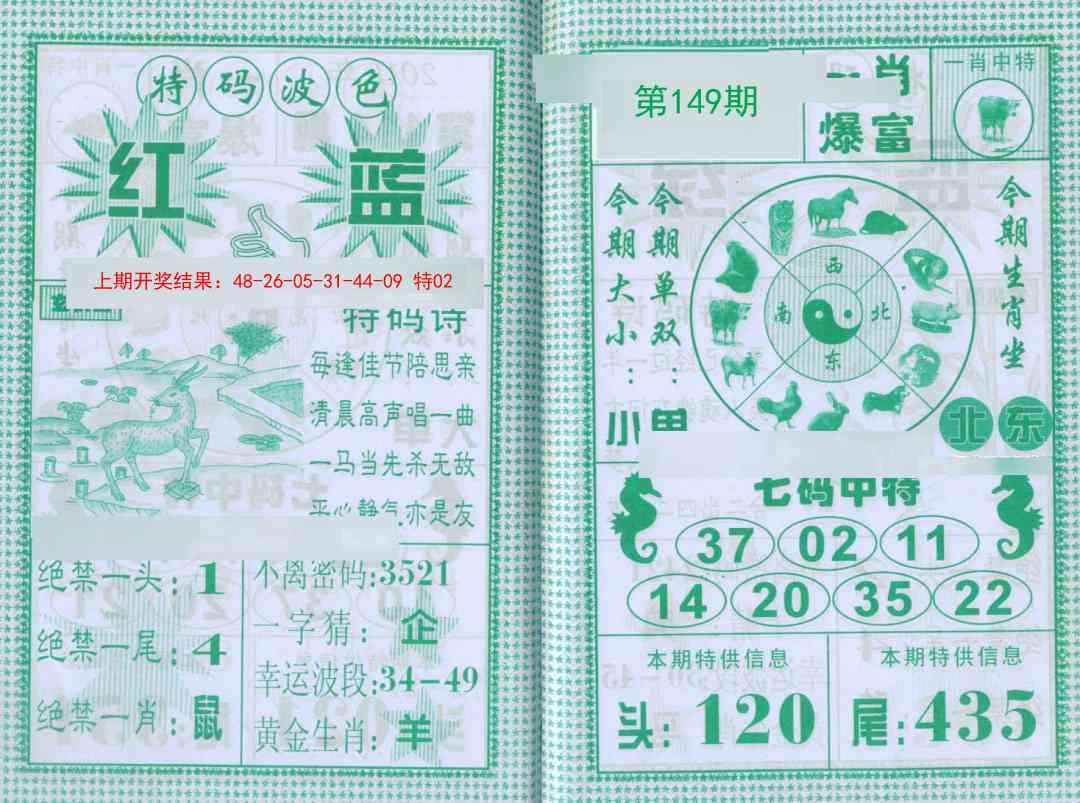 特码波色
红 蓝
上期开奖结果：48-26-05-31-44-09 特02
特码诗
每逢佳节陪思亲
清晨高声唱一曲
一马当先杀无敌
平心静气亦是友
绝禁一头：1
绝禁一尾：4
绝禁一肖：鼠
不离密码：3521
一字猜：企
幸运波段：34-49
黄金生肖：羊
第149期
一肖
爆富
一肖中特
今期大小：小
今期单双：
西
南 北
东
今期生肖坐
北 东
七码中特
37 02 11
14 20 35 22
本期特供信息
头：120
本期特供信息
尾：435